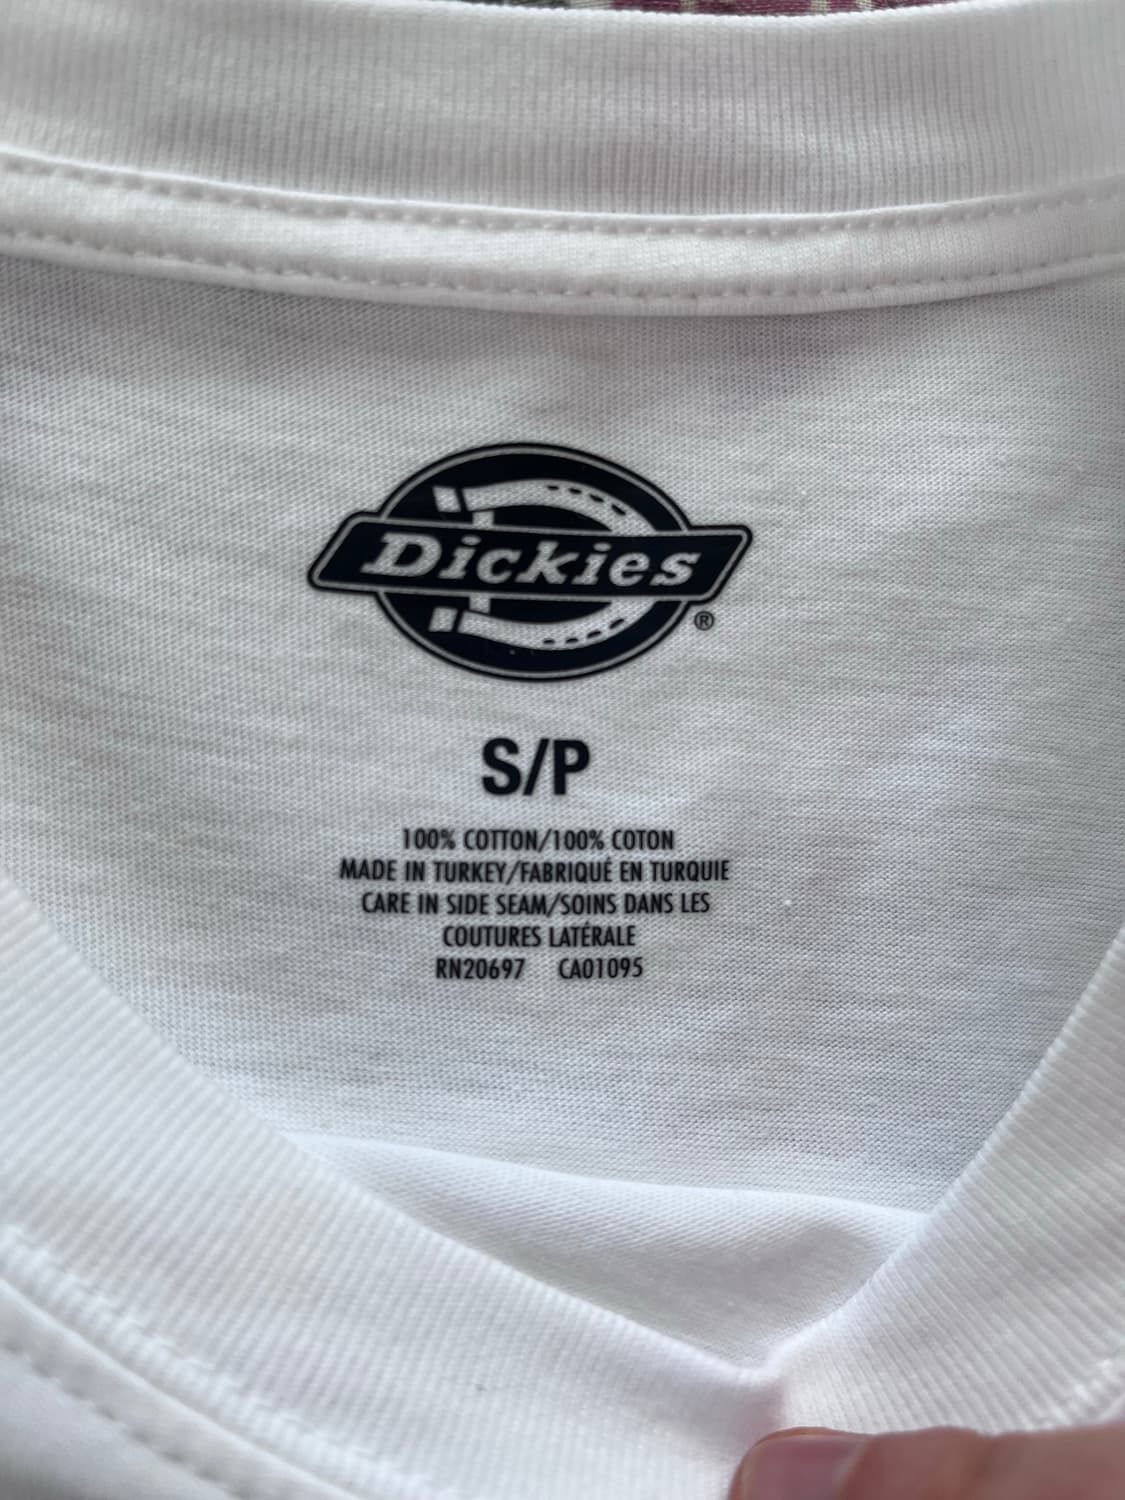 Dickies
®
S/P
100% COTTON/100% COTON
MADE IN TURKEY/FABRIQUÉ EN TURQUIE
CARE IN SIDE SEAM/SOINS DANS LES
COUTURES LATÉRALE
RN20697 CA01095